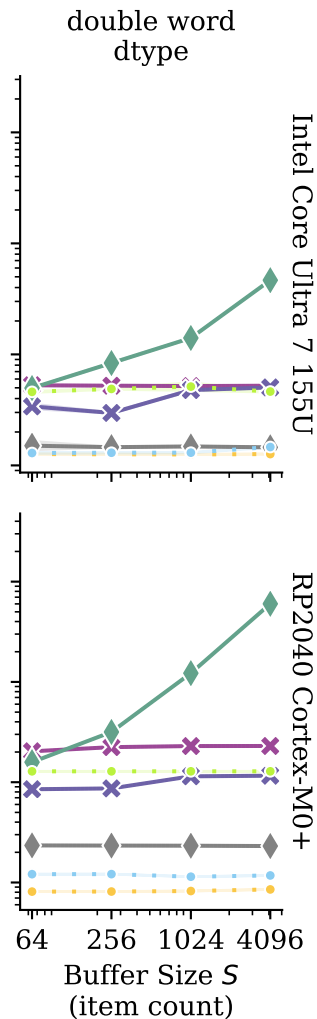 double word
dtype
Intel Core Ultra 7 155U
RP2040 Cortex-M0+
64 256 1024 4096
Buffer Size S
(item count)